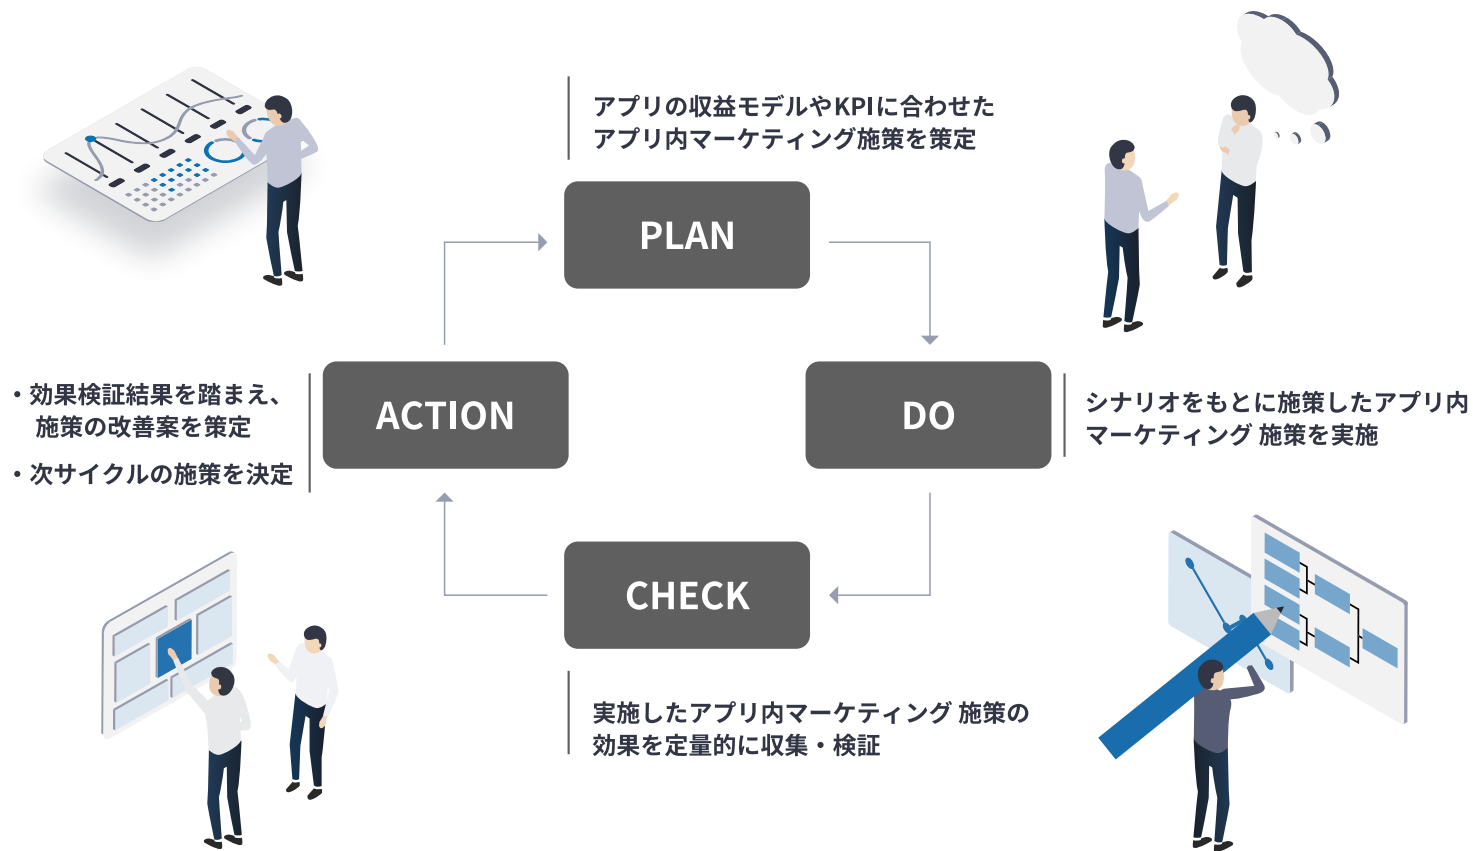 アプリの収益モデルやKPIに合わせた
アプリ内マーケティング施策を策定
PLAN
ACTION
・効果検証結果を踏まえ、
施策の改善案を策定
・次サイクルの施策を決定
DO
シナリオをもとに施策したアプリ内
マーケティング 施策を実施
CHECK
実施したアプリ内マーケティング 施策の
効果を定量的に収集・検証